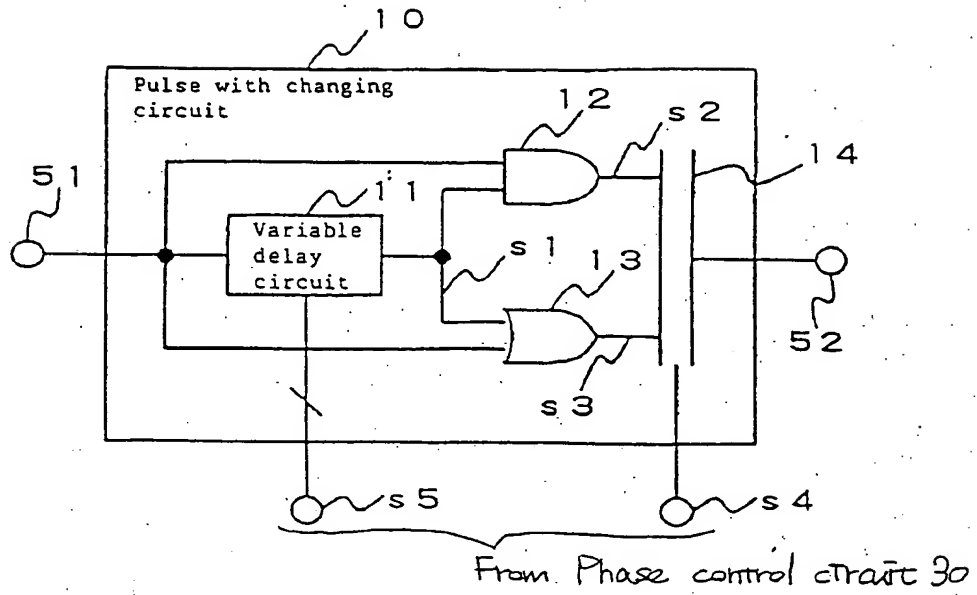 10
Pulse with changing
circuit
12
s2
14
51
11
Variable
delay
circuit
s1
13
52
s3
s5
s4
From Phase control ctrait 30